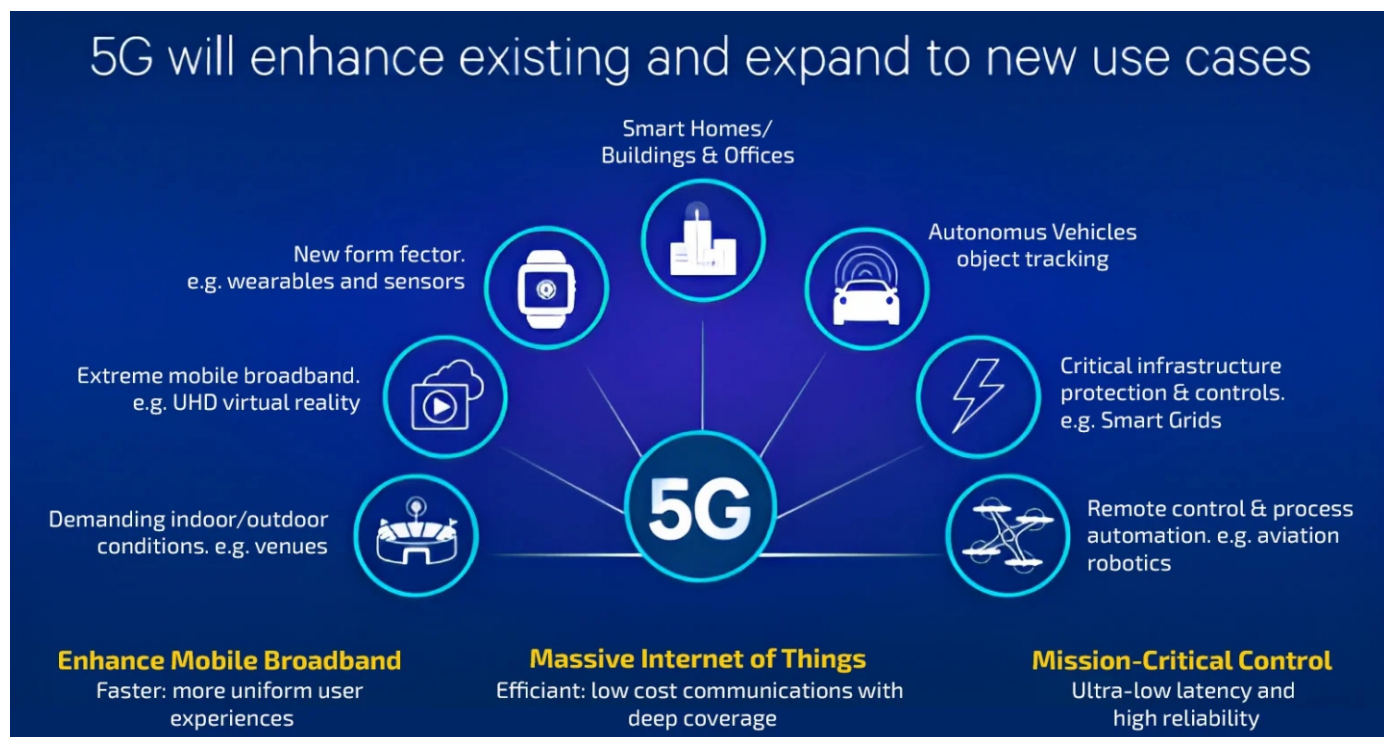 5G will enhance existing and expand to new use cases
Smart Homes/
Buildings & Offices
New form fector.
e.g. wearables and sensors
Autonomus Vehicles
object tracking
Extreme mobile broadband.
e.g. UHD virtual reality
Critical infrastructure
protection & controls.
e.g. Smart Grids
Demanding indoor/outdoor
conditions. e.g. venues
5G
Remote control & process
automation. e.g. aviation
robotics
Enhance Mobile Broadband
Faster: more uniform user
experiences
Massive Internet of Things
Efficiant: low cost communications with
deep coverage
Mission-Critical Control
Ultra-low latency and
high reliability